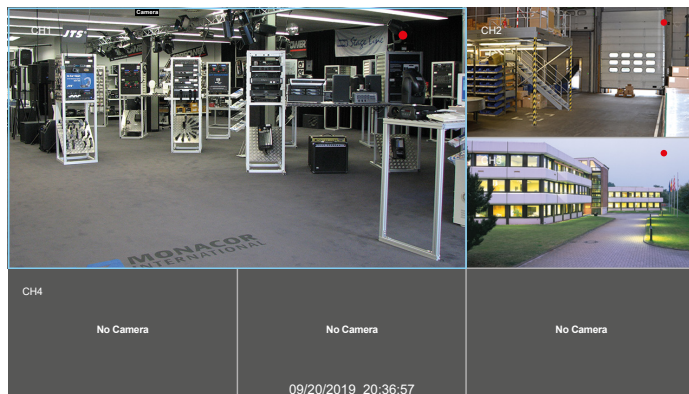 Camera
CH1
JTS
Stage Line
MONACOR
INTERNATIONAL
CH2
CH3
CH4
No Camera
No Camera
No Camera
09/20/2019 20:36:57